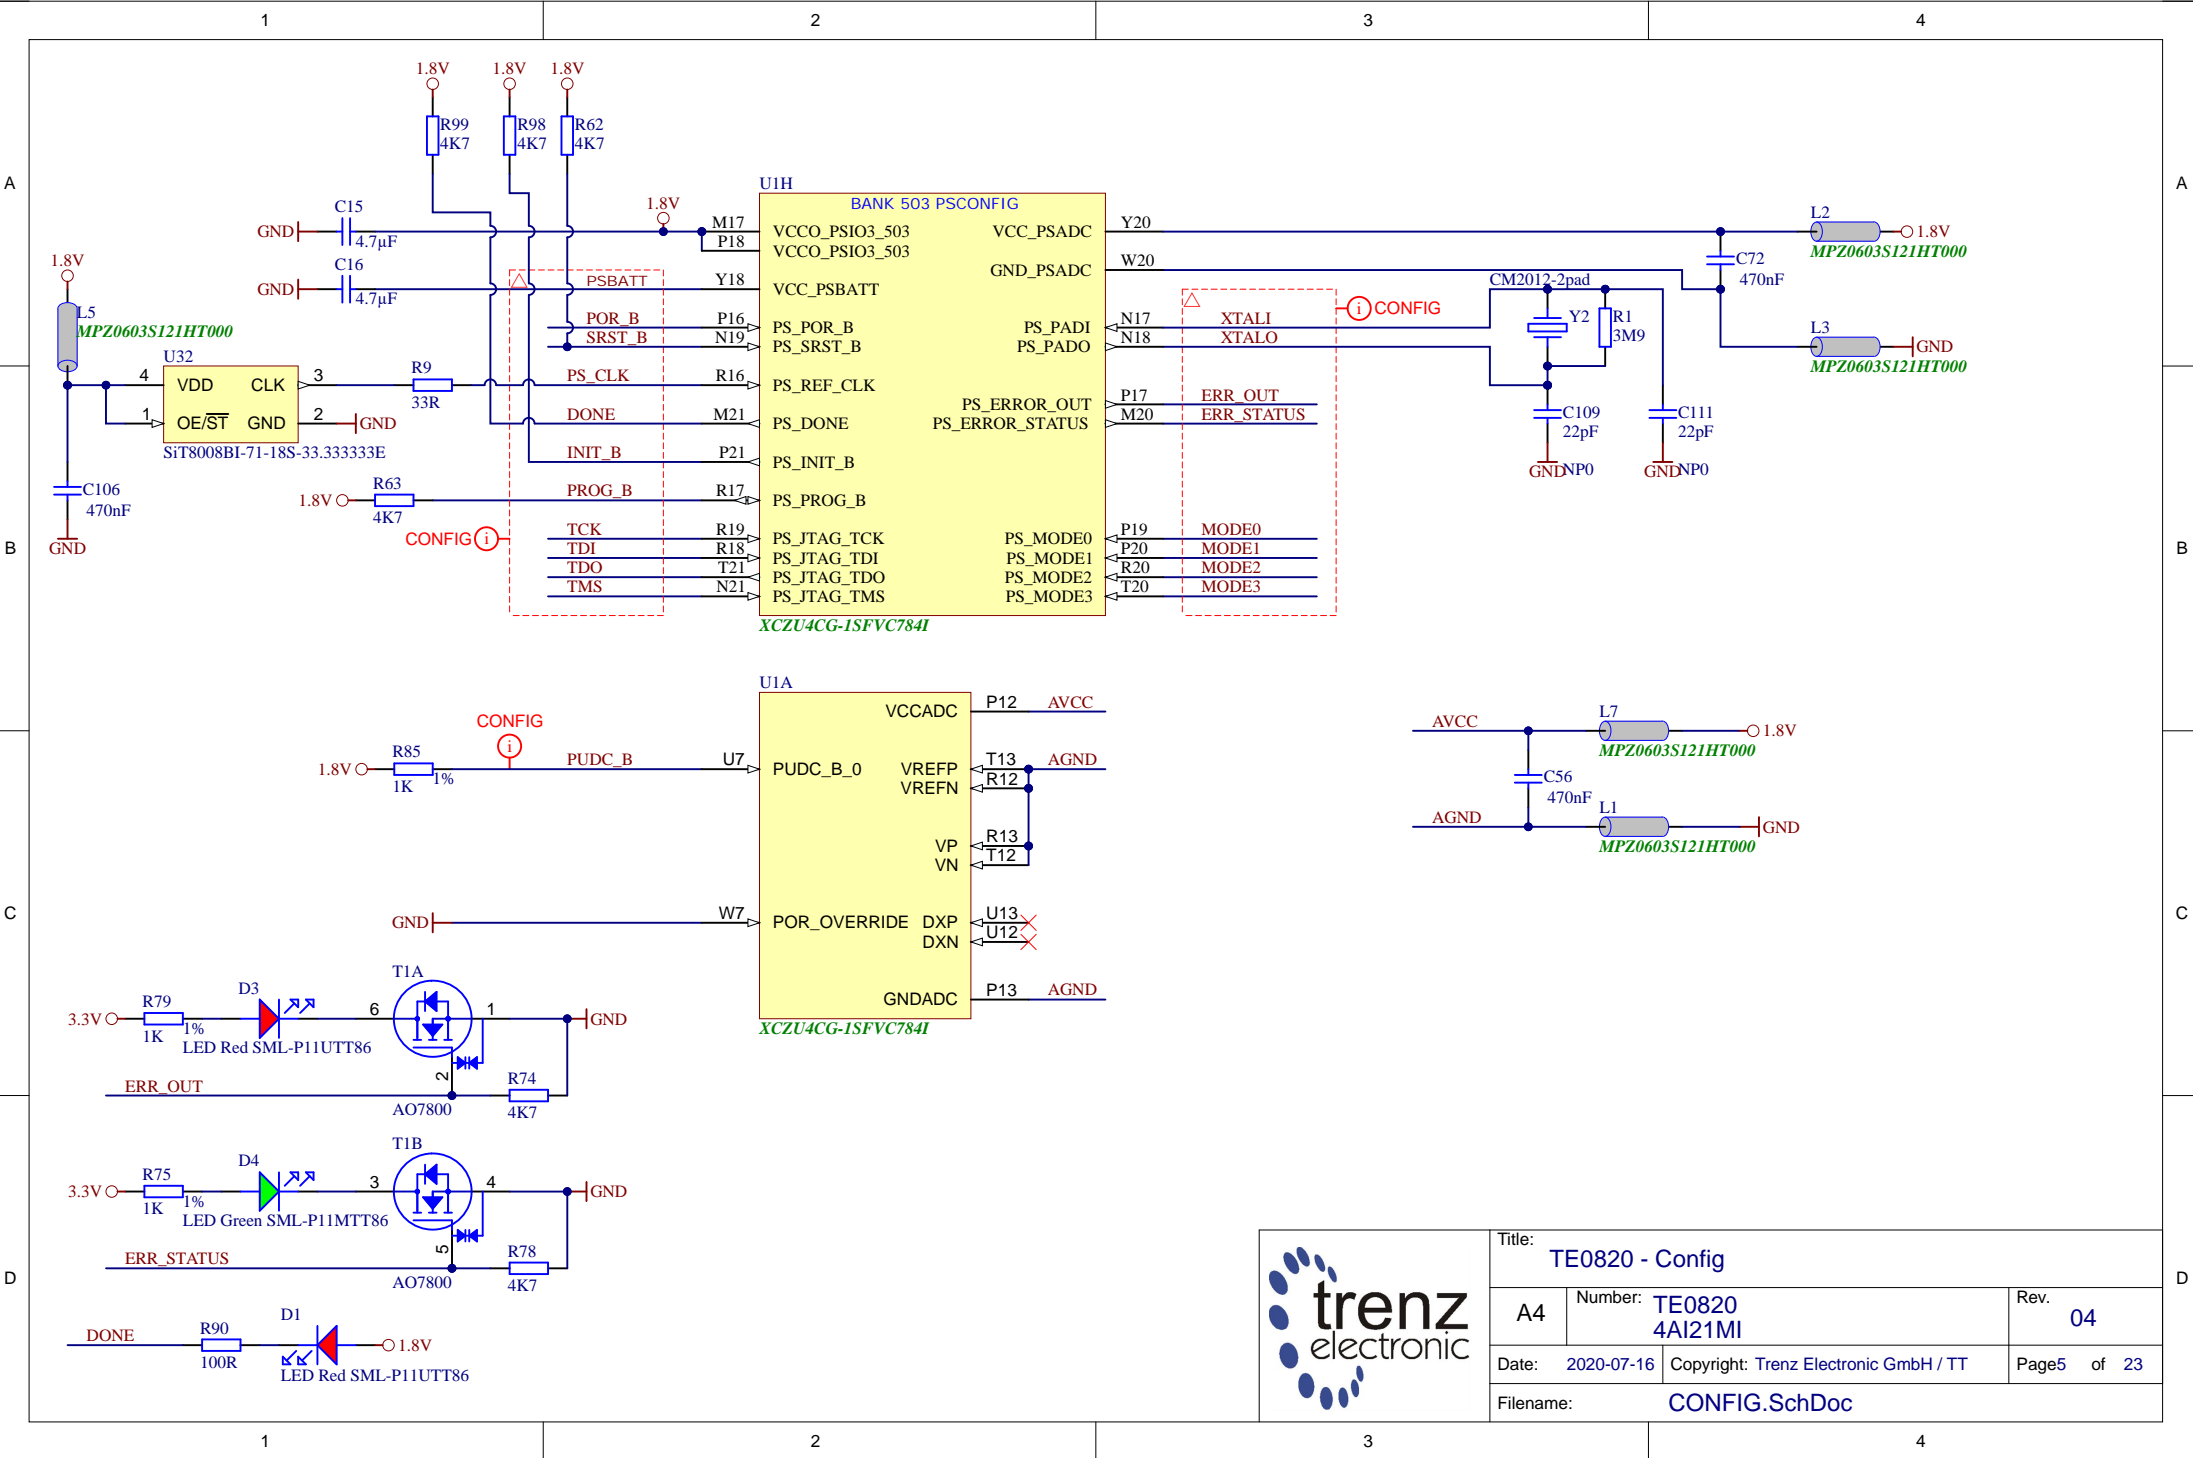 1 2 3 4
A A
B B
C C
D D
1.8V 1.8V 1.8V
R99 4K7
R98 4K7
R62 4K7
GND C15 4.7µF
1.8V
GND C16 4.7µF
1.8V
L5
MPZ0603S121HT000
U32
4 VDD CLK 3
1 OE/ST GND 2 GND
SiT8008BI-71-18S-33.333333E
C106
470nF
GND
R9
33R
1.8V R63
4K7
CONFIG i
PSBATT
POR_B
SRST_B
PS_CLK
DONE
INIT_B
PROG_B
TCK
TDI
TDO
TMS
U1H
BANK 503 PSCONFIG
M17 VCCO_PSIO3_503
P18 VCCO_PSIO3_503
Y18 VCC_PSBATT
P16 PS_POR_B
N19 PS_SRST_B
R16 PS_REF_CLK
M21 PS_DONE
P21 PS_INIT_B
R17 PS_PROG_B
R19 PS_JTAG_TCK
R18 PS_JTAG_TDI
T21 PS_JTAG_TDO
N21 PS_JTAG_TMS
VCC_PSADC Y20
GND_PSADC W20
PS_PADI N17 XTALI
PS_PADO N18 XTALO
PS_ERROR_OUT P17 ERR_OUT
PS_ERROR_STATUS M20 ERR_STATUS
PS_MODE0 P19 MODE0
PS_MODE1 P20 MODE1
PS_MODE2 R20 MODE2
PS_MODE3 T20 MODE3
XCZU4CG-1SFVC784I
i CONFIG
CM2012-2pad
Y2
R1
3M9
C109
22pF
GND NP0
C111
22pF
GND NP0
C72
470nF
L2
1.8V
MPZ0603S121HT000
L3
GND
MPZ0603S121HT000
U1A
CONFIG
i
1.8V R85
1K 1%
PUDC_B U7 PUDC_B_0
GND W7 POR_OVERRIDE
VCCADC P12 AVCC
VREFP T13 AGND
VREFN R12
VP R13
VN T12
DXP U13
DXN U12
GNDADC P13 AGND
XCZU4CG-1SFVC784I
AVCC L7 1.8V
MPZ0603S121HT000
C56
470nF
AGND L1 GND
MPZ0603S121HT000
T1A
3.3V R79 1K 1% D3 6 1 GND
LED Red SML-P11UTT86
2
ERR_OUT R74 4K7
AO7800
T1B
3.3V R75 1K 1% D4 3 4 GND
LED Green SML-P11MTT86
5
ERR_STATUS R78 4K7
AO7800
D1
DONE R90 1.8V
100R
LED Red SML-P11UTT86
trenz
electronic
Title:
TE0820 - Config
A4
Number: TE0820
4AI21MI
Rev.
04
Date: 2020-07-16 Copyright: Trenz Electronic GmbH / TT Page5 of 23
Filename: CONFIG.SchDoc
1 2 3 4